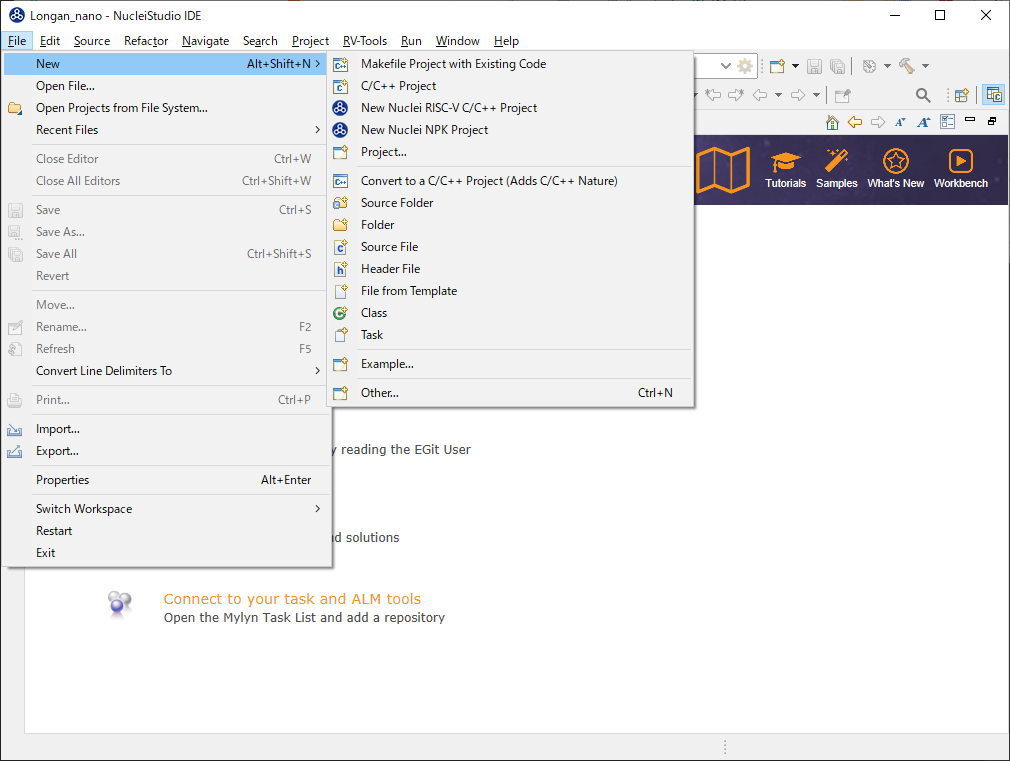 Longan_nano - NucleiStudio IDE
File Edit Source Refactor Navigate Search Project RV-Tools Run Window Help
New Alt+Shift+N
Open File...
Open Projects from File System...
Recent Files
Close Editor Ctrl+W
Close All Editors Ctrl+Shift+W
Save Ctrl+S
Save As...
Save All Ctrl+Shift+S
Revert
Move...
Rename... F2
Refresh F5
Convert Line Delimiters To
Print... Ctrl+P
Import...
Export...
Properties Alt+Enter
Switch Workspace
Restart
Exit
Makefile Project with Existing Code
C/C++ Project
New Nuclei RISC-V C/C++ Project
New Nuclei NPK Project
Project...
Convert to a C/C++ Project (Adds C/C++ Nature)
Source Folder
Folder
Source File
Header File
File from Template
Class
Task
Example...
Other... Ctrl+N
Tutorials Samples What's New Workbench
reading the EGit User
solutions
Connect to your task and ALM tools
Open the Mylyn Task List and add a repository